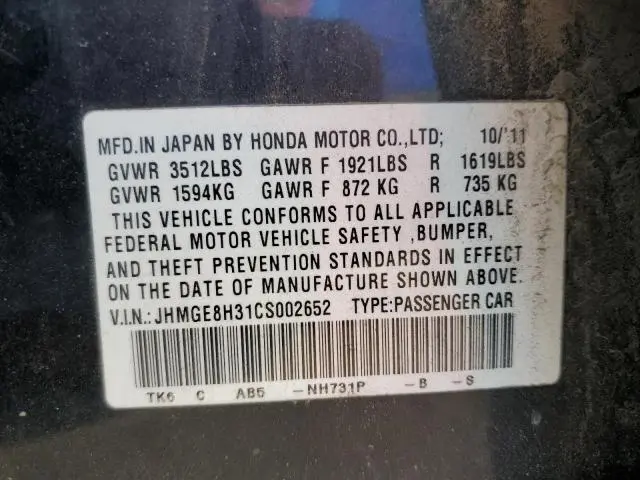 MFD.IN JAPAN BY HONDA MOTOR CO.,LTD; 10/'11
GVWR 3512LBS GAWR F 1921LBS R 1619LBS
GVWR 1594KG GAWR F 872 KG R 735 KG
THIS VEHICLE CONFORMS TO ALL APPLICABLE
FEDERAL MOTOR VEHICLE SAFETY ,BUMPER,
AND THEFT PREVENTION STANDARDS IN EFFECT
ON THE DATE OF MANUFACTURE SHOWN ABOVE.
V.I.N.:JHMGE8H31CS002652 TYPE:PASSENGER CAR
TK6 C AB5 -NH731P -B -S